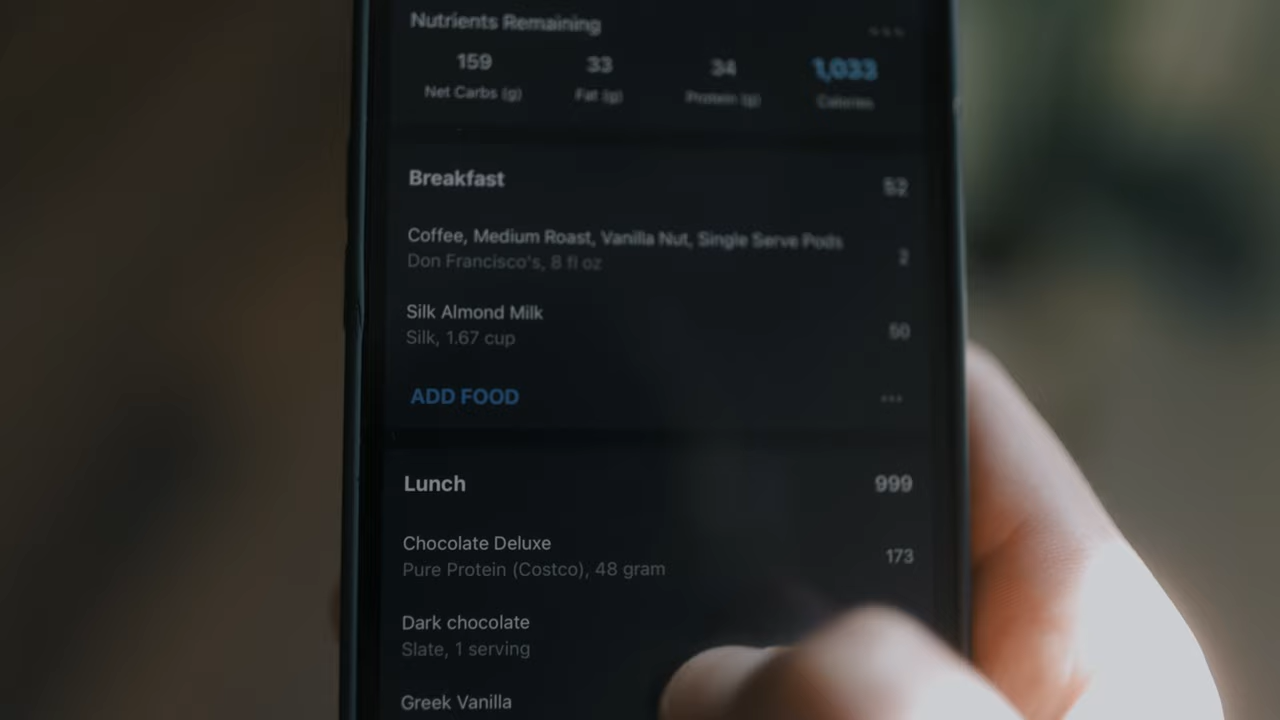 Nutrients Remaining
159 33 34 1,033
Net Carbs (g) Fat (g) Protein (g) Calories
Breakfast 52
Coffee, Medium Roast, Vanilla Nut, Single Serve Pods
Don Francisco's, 8 fl oz 2
Silk Almond Milk
Silk, 1.67 cup 50
ADD FOOD
Lunch 999
Chocolate Deluxe
Pure Protein (Costco), 48 gram 173
Dark chocolate
Slate, 1 serving
Greek Vanilla